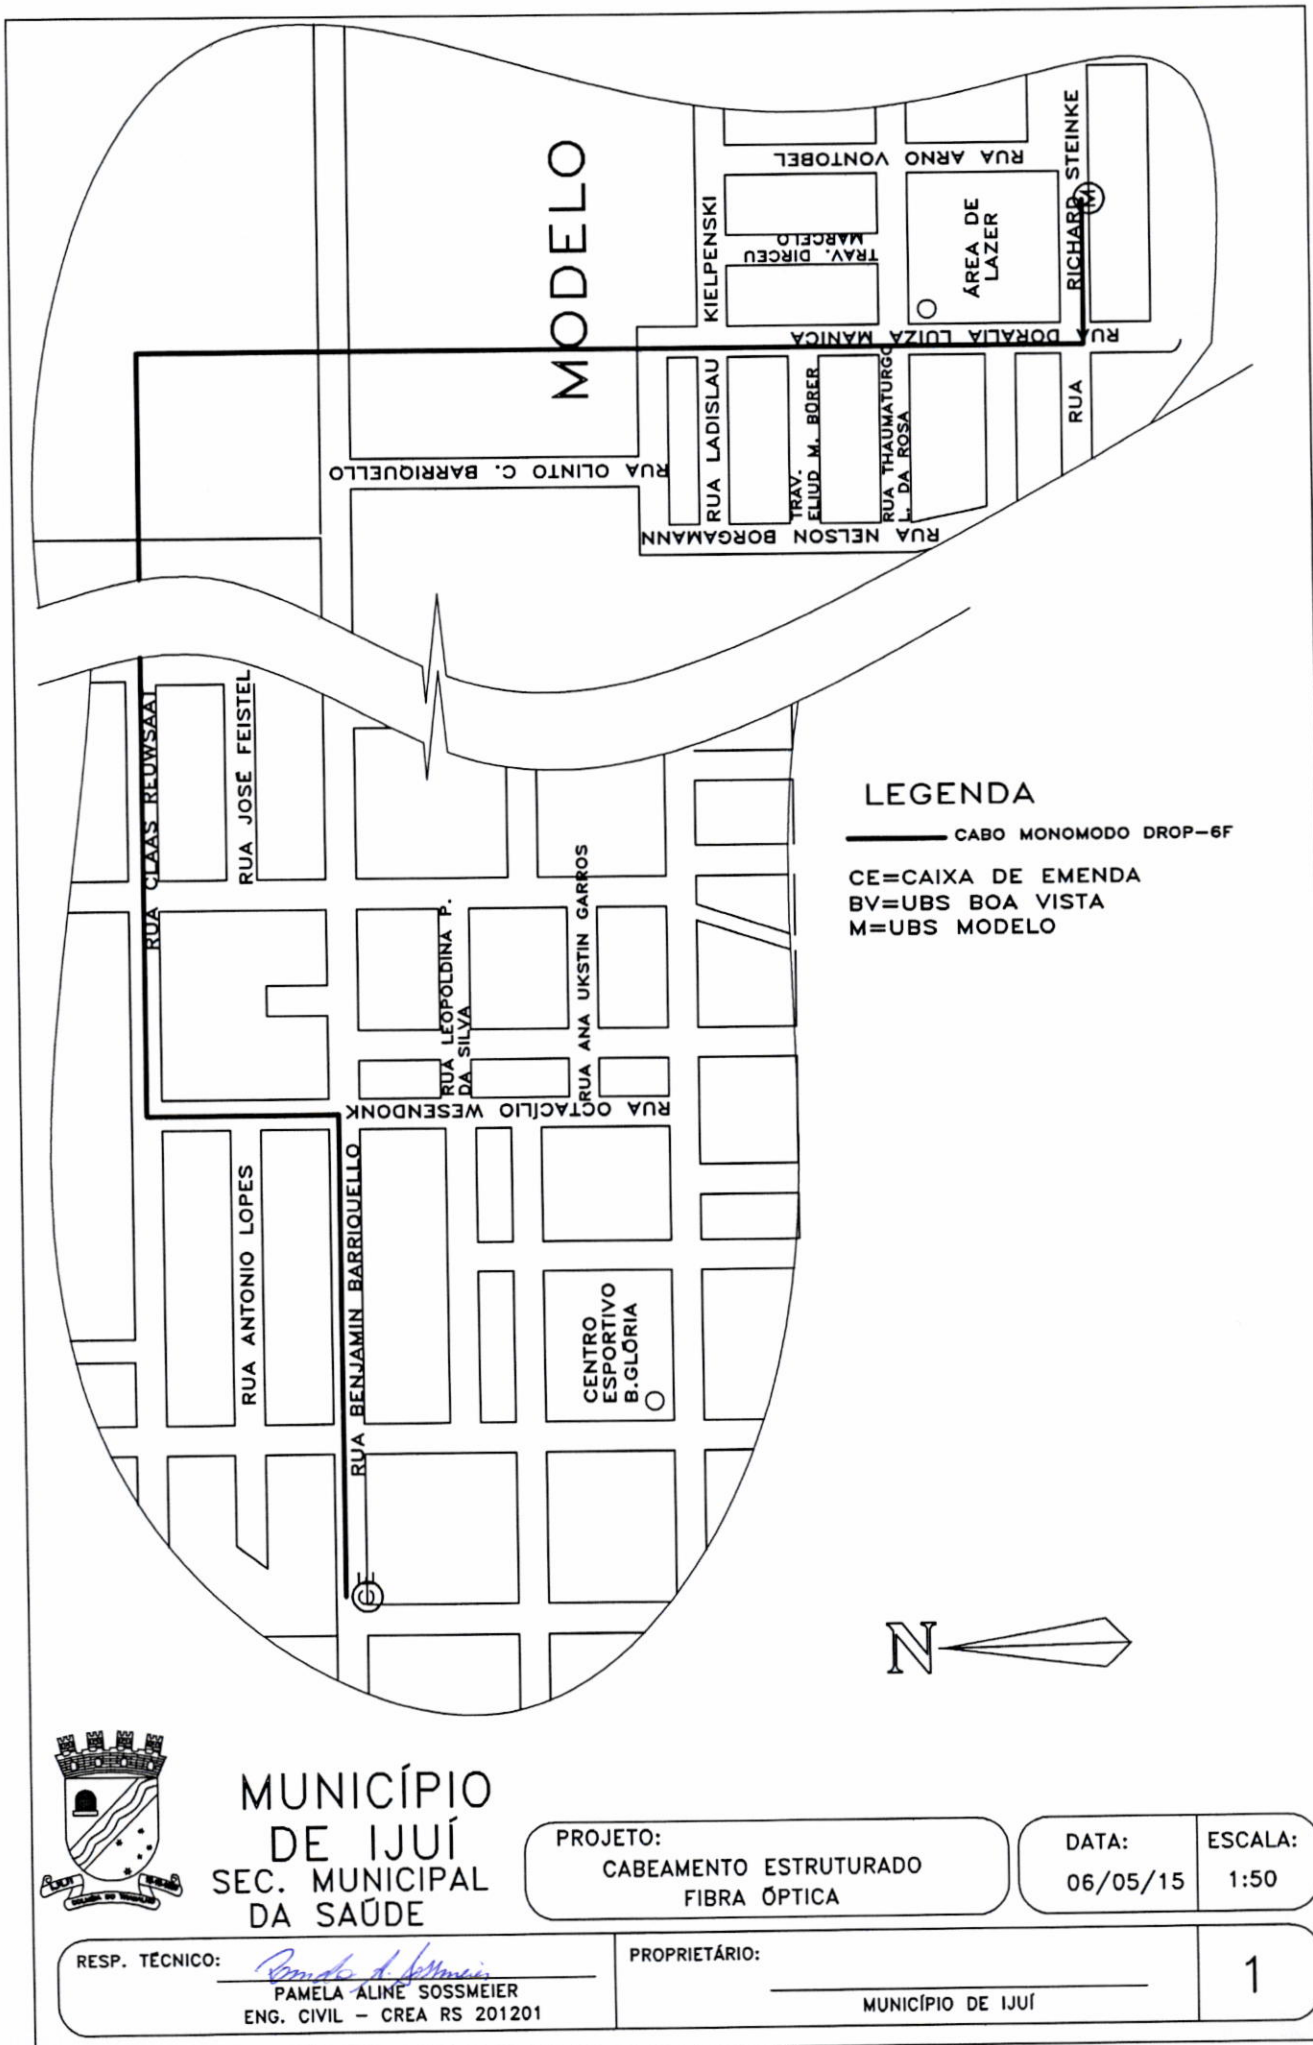 MODELO
RUA ARNO VONTOBEL
KIELPENSKI
TRAV. DIRCEU
MARCELO
ÁREA DE
LAZER
RICHARD STEINKE
M
RUA DORALIA LUIZA MANICA
RUA LADISLAU
TRAV.
ELIUD M. BÖRER
RUA THAUMATURGO
L. DA ROSA
RUA
RUA OLINTO C. BARRIQUELLO
RUA NELSON BORGAMANN
RUA CLAAS REUWSAAT
RUA JOSÉ FEISTEL
RUA LEOPOLDINA P.
DA SILVA
RUA ANA UKSTIN GARROS
RUA OCTACÍLIO WESENDONK
RUA ANTONIO LOPES
RUA BENJAMIN BARRIQUELLO
CENTRO
ESPORTIVO
B.GLÓRIA
CE
LEGENDA
CABO MONOMODO DROP-6F
CE=CAIXA DE EMENDA
BV=UBS BOA VISTA
M=UBS MODELO
N
MUNICÍPIO
DE IJUÍ
SEC. MUNICIPAL
DA SAÚDE
PROJETO:
CABEAMENTO ESTRUTURADO
FIBRA ÓPTICA
DATA:
06/05/15
ESCALA:
1:50
RESP. TÉCNICO:
PAMELA ALINE SOSSMEIER
ENG. CIVIL - CREA RS 201201
PROPRIETÁRIO:
MUNICÍPIO DE IJUÍ
1